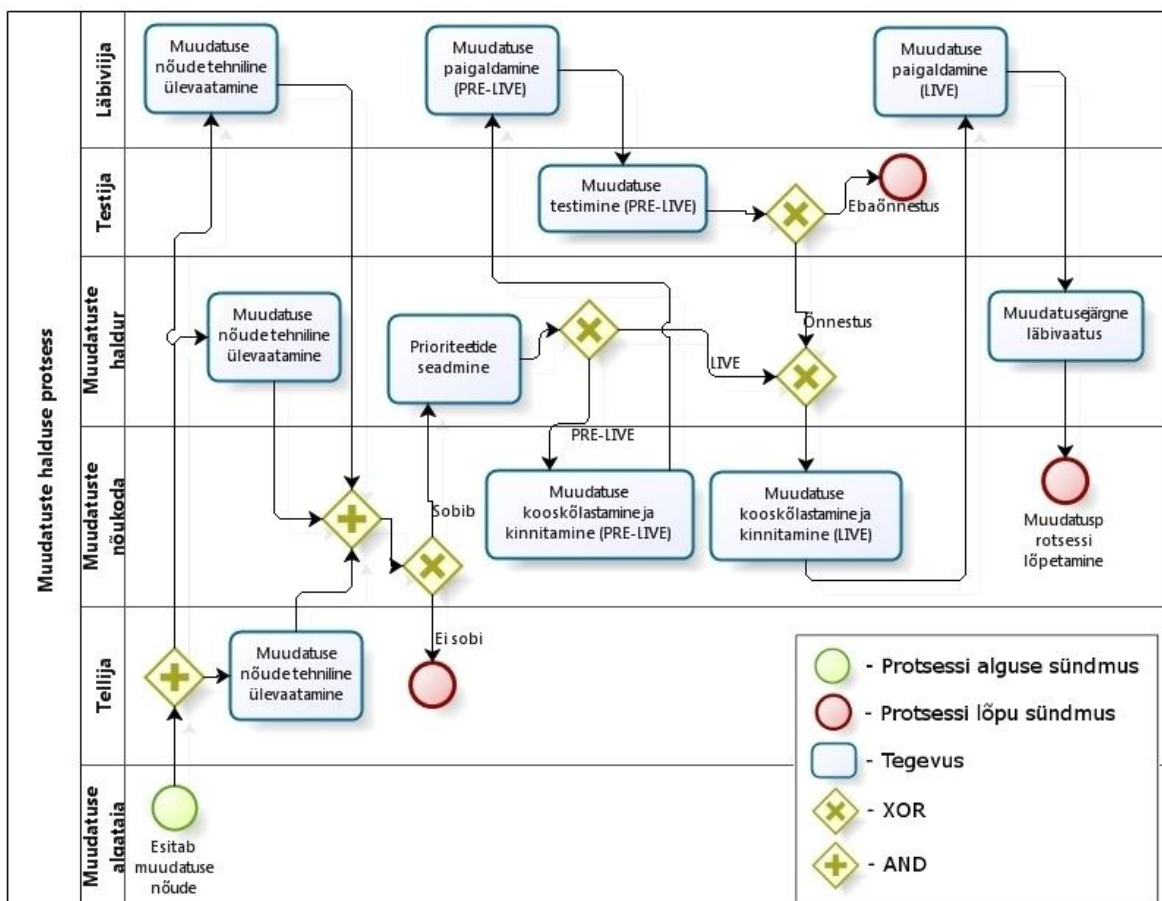 Muudatuste halduse protsess
Läbiviija
Muudatuse
nõude tehniline
ülevaatamine
Muudatuse
paigaldamine
(PRE-LIVE)
Muudatuse
paigaldamine
(LIVE)
Testija
Muudatuse
testimine (PRE-LIVE)
Ebaõnnestus
Õnnestus
Muudatuste
haldur
Muudatuse
nõude tehniline
ülevaatamine
Prioriteetide
seadmine
LIVE
PRE-LIVE
Muudatusejärgne
läbivaatus
Muudatuste
nõukoda
Sobib
Muudatuse
kooskõlastamine ja
kinnitamine (PRE-LIVE)
Muudatuse
kooskõlastamine ja
kinnitamine (LIVE)
Muudatusp
rotsessi
lõpetamine
Tellija
Muudatuse
nõude tehniline
ülevaatamine
Ei sobi
Muudatuse
algataja
Esitab
muudatuse
nõude
- Protsessi alguse sündmus
- Protsessi lõpu sündmus
- Tegevus
- XOR
- AND